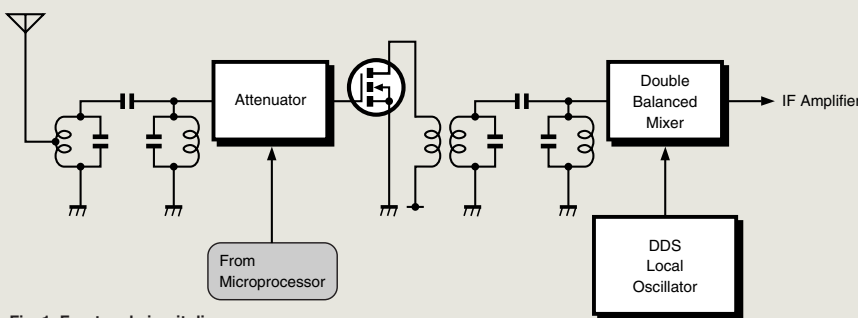 Attenuator
Double
Balanced
Mixer
IF Amplifier
From
Microprocessor
DDS
Local
Oscillator